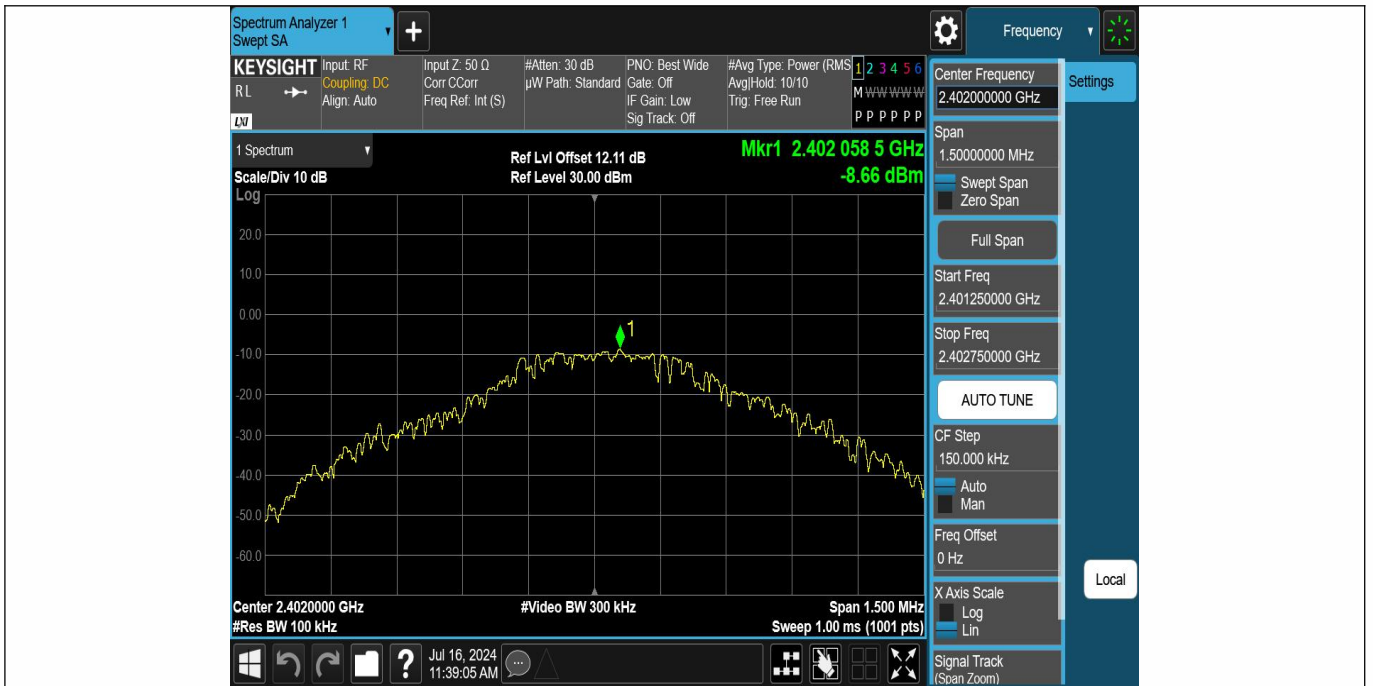 Spectrum Analyzer 1
Swept SA
+
Frequency
KEYSIGHT
RL
LXI
Input: RF
Coupling: DC
Align: Auto
Input Z: 50 Ω
Corr CCorr
Freq Ref: Int (S)
#Atten: 30 dB
µW Path: Standard
PNO: Best Wide
Gate: Off
IF Gain: Low
Sig Track: Off
#Avg Type: Power (RMS
Avg|Hold: 10/10
Trig: Free Run
1 2 3 4 5 6
M W W W W W
P P P P P P
Center Frequency
2.402000000 GHz
Settings
Span
1.50000000 MHz
Swept Span
Zero Span
Full Span
Start Freq
2.401250000 GHz
Stop Freq
2.402750000 GHz
AUTO TUNE
CF Step
150.000 kHz
Auto
Man
Freq Offset
0 Hz
X Axis Scale
Log
Lin
Signal Track
(Span Zoom)
Local
1 Spectrum
Scale/Div 10 dB
Log
Ref Lvl Offset 12.11 dB
Ref Level 30.00 dBm
Mkr1 2.402 058 5 GHz
-8.66 dBm
20.0
10.0
0.00
-10.0
-20.0
-30.0
-40.0
-50.0
-60.0
1
Center 2.4020000 GHz
#Res BW 100 kHz
#Video BW 300 kHz
Span 1.500 MHz
Sweep 1.00 ms (1001 pts)
?
Jul 16, 2024
11:39:05 AM